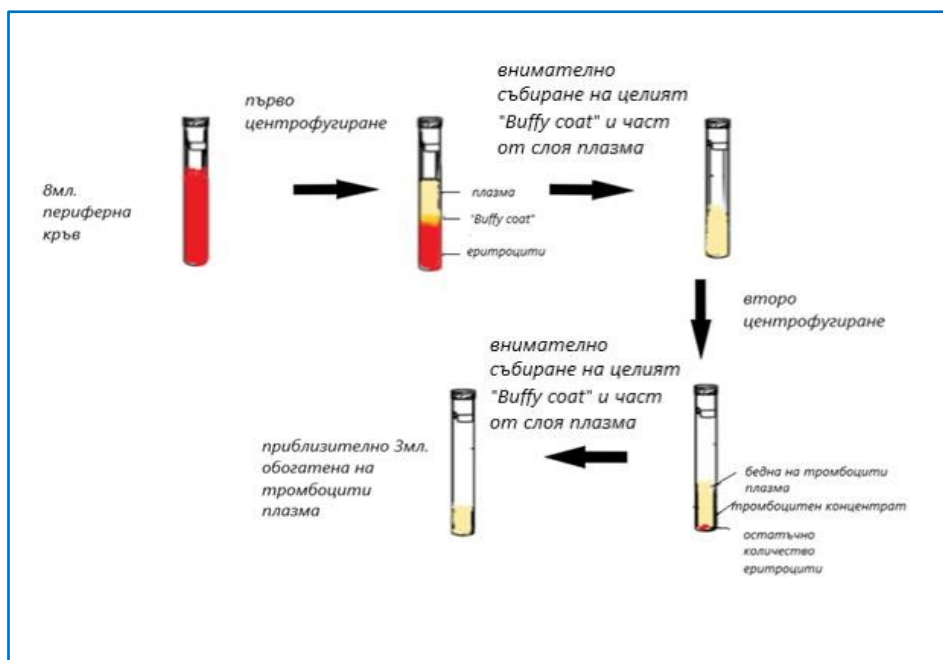 8мл.
периферна
кръв
първо
центрофугиране
плазма
"Buffy coat"
еритроцити
внимателно
събиране на целият
"Buffy coat" и част
от слоя плазма
второ
центрофугиране
бедна на тромбоцити
плазма
тромбоцитен концентрат
остатъчно
количество
еритроцити
внимателно
събиране на целият
"Buffy coat" и част
от слоя плазма
приблизително 3мл.
обогатена на
тромбоцити
плазма